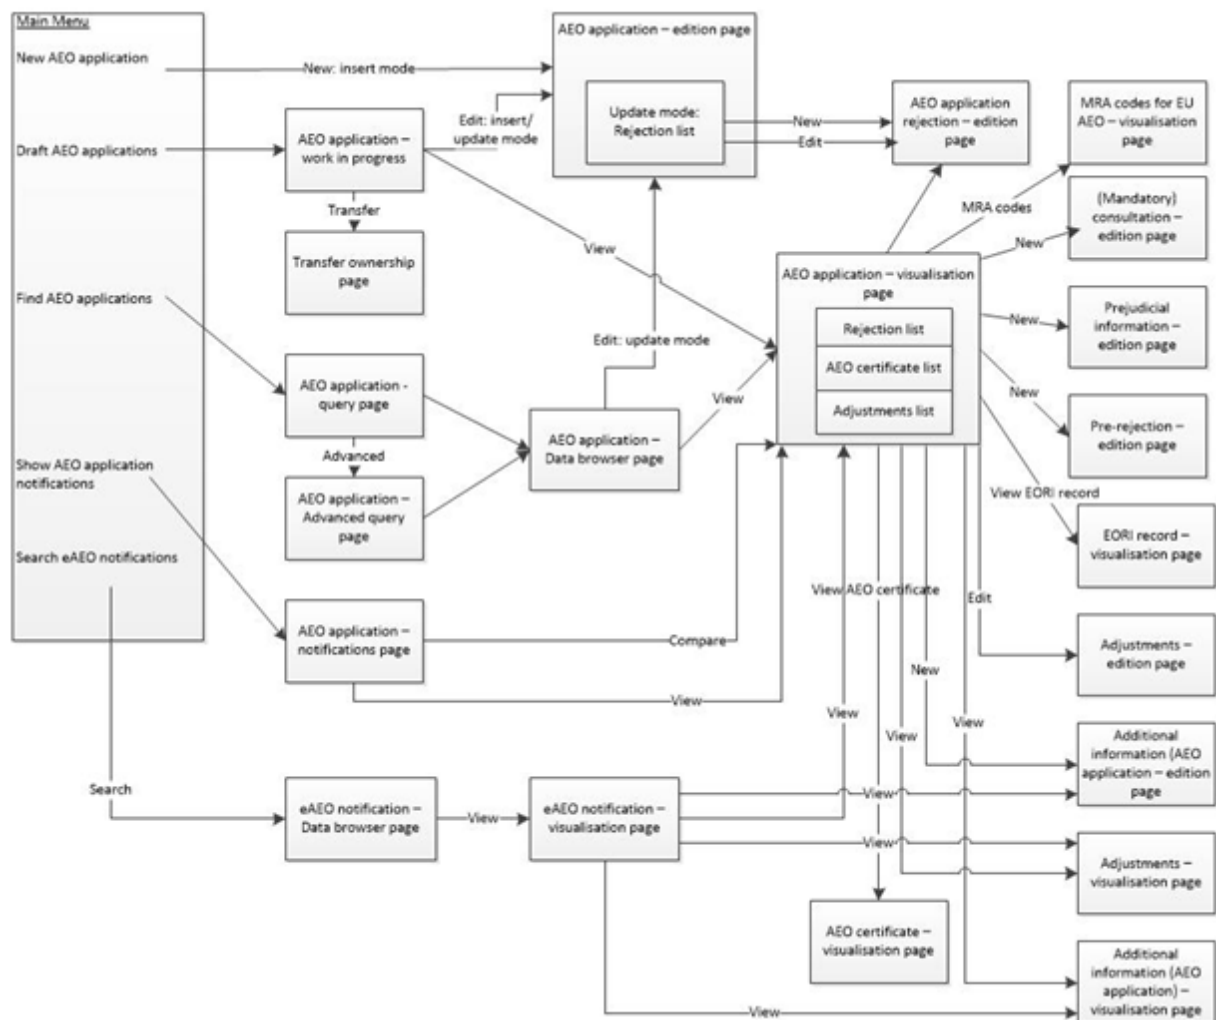 Main Menu
New AEO application
Draft AEO applications
Find AEO applications
Show AEO application
notifications
Search eAEO notifications
New: insert mode
Edit: insert/
update mode
AEO application – edition page
Update mode:
Rejection list
New
Edit
AEO application
rejection – edition
page
MRA codes for EU
AEO – visualisation
page
AEO application –
work in progress
Transfer
Transfer ownership
page
View
MRA codes
(Mandatory)
consultation –
edition page
New
AEO application – visualisation
page
Rejection list
AEO certificate list
Adjustments list
New
Prejudicial
information –
edition page
Edit: update mode
AEO application -
query page
Advanced
AEO application –
Advanced query
page
AEO application –
Data browser page
View
New
Pre-rejection –
edition page
View EORI record
EORI record –
visualisation page
View AEO certificate
Edit
AEO application –
notifications page
Compare
View
Adjustments –
edition page
New
View
View
View
Additional
information (AEO
application – edition
page
Search
eAEO notification –
Data browser page
View
eAEO notification –
visualisation page
View
View
Adjustments –
visualisation page
AEO certificate –
visualisation page
Additional
information (AEO
application) –
visualisation page
View